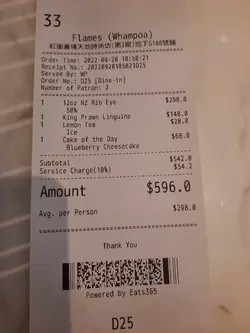 33
Flames (Whampoa)
Order Time: 2022-09-20 18:50:21
Receipt No.: 20220920185021D25
Served By: WP
Order No.: D25 [Dine-in]
Number of Patron: 2
1 12oz NZ Rib Eye $298.0
50%
1 King Prawn Linguine $148.0
1 Lemon Tea $28.0
Ice
1 Cake of the Day $68.0
Blueberry Cheesecake
Subtotal $542.0
Service Charge(10%) $54.2
Amount $596.0
Avg. per Person $298.0
Thank You
Powered by Eats365
D25